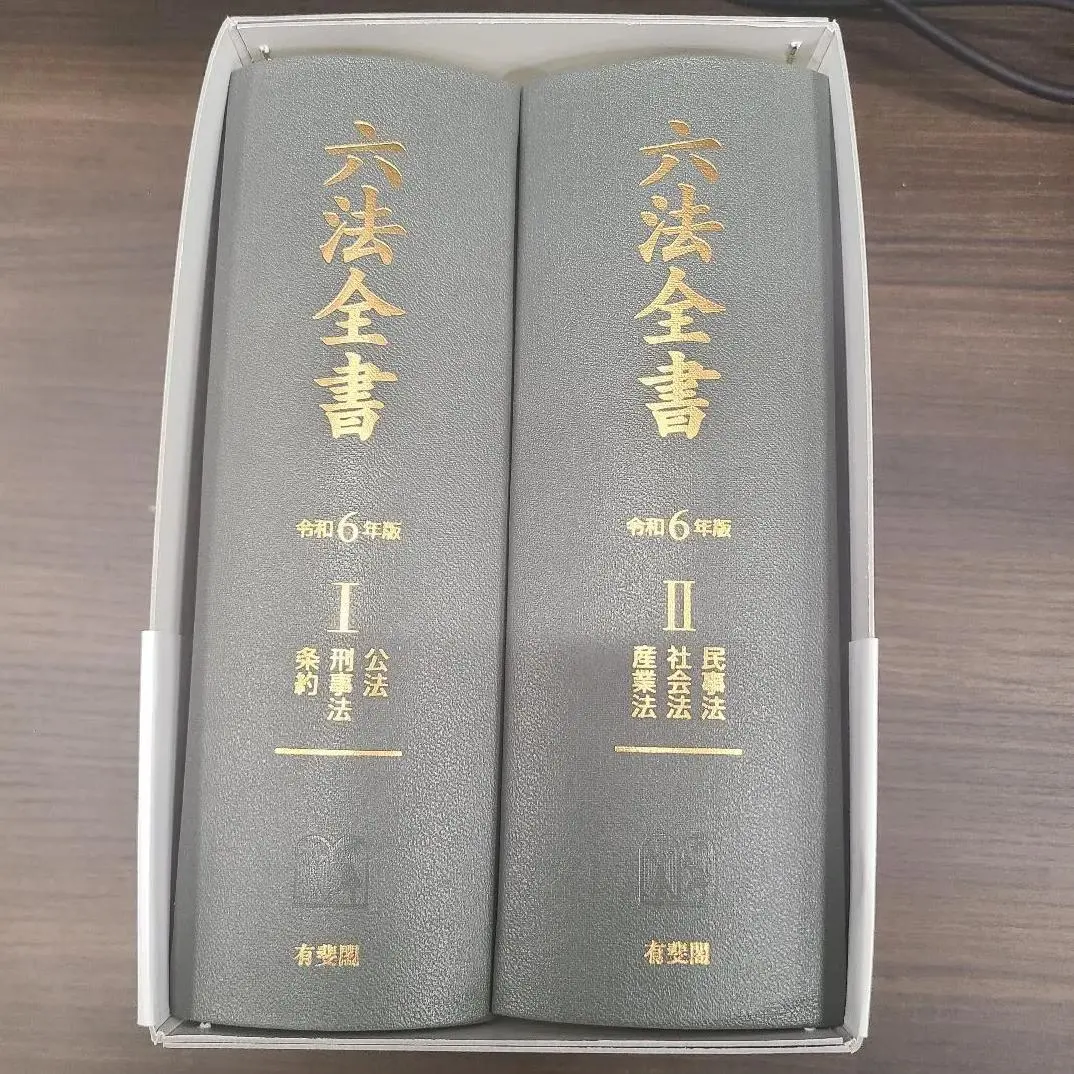 六法全書
令和6年版
I
公法
刑事法
条約
有斐閣
六法全書
令和6年版
II
民事法
社会法
産業法
有斐閣